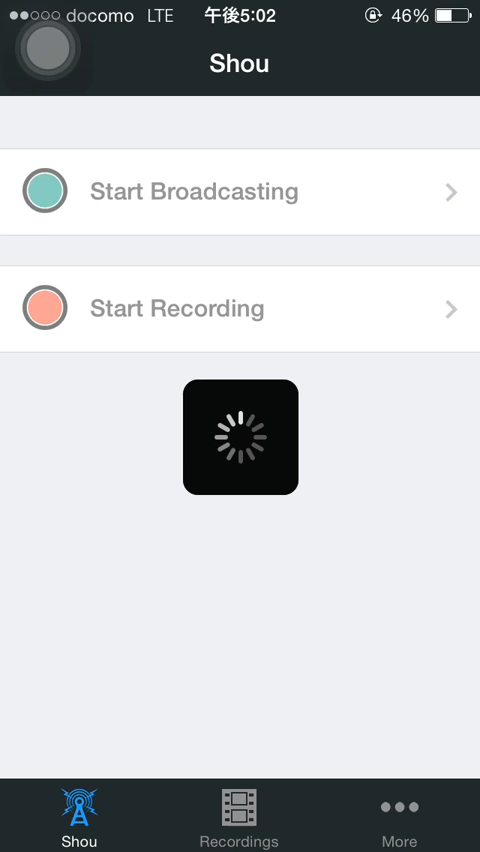 docomo LTE 午後5:02 46%
Shou
Start Broadcasting
Start Recording
Shou Recordings More